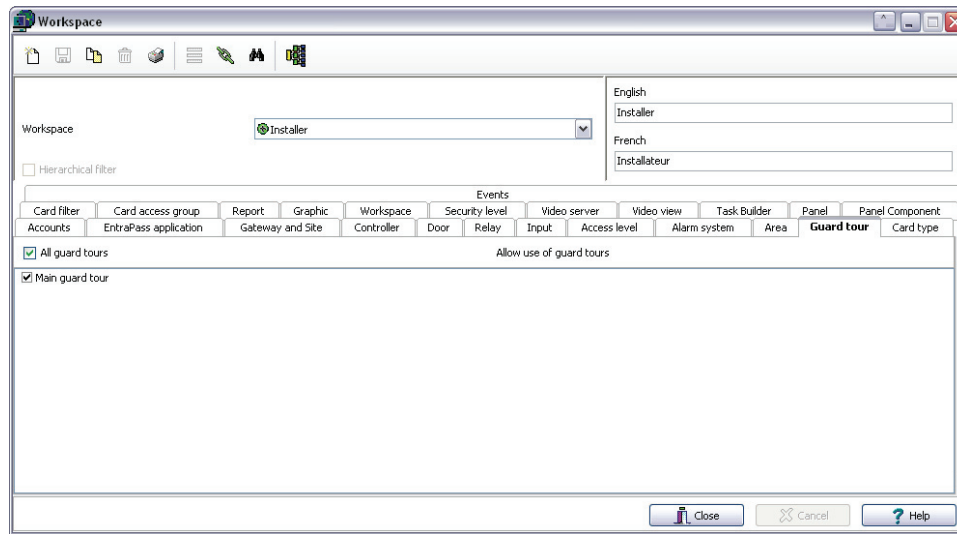 Workspace
English
Installer
Workspace
Installer
French
Installateur
Hierarchical filter
Events
Card filter Card access group Report Graphic Workspace Security level Video server Video view Task Builder Panel Panel Component
Accounts EntraPass application Gateway and Site Controller Door Relay Input Access level Alarm system Area Guard tour Card type
All guard tours Allow use of guard tours
Main guard tour
Close Cancel Help